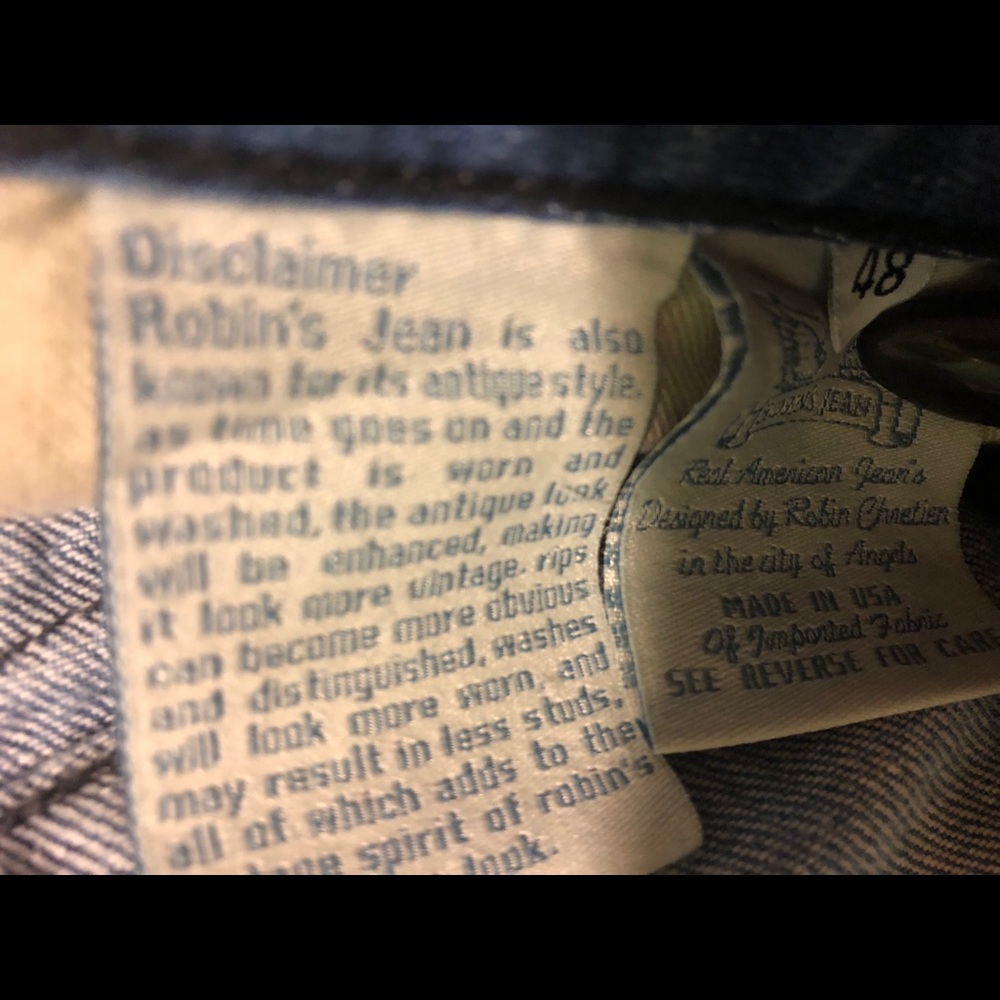 Disclaimer
Robin's Jean is also
known for its antique style.
as time goes on and the
product is worn and
washed, the antique look
will be enhanced, making
it look more vintage. rips
can become more obvious
and distinguished, washes
will look more worn, and
may result in less studs,
all of which adds to the
spirit of robin's
look.
48
ROBIN'S JEAN
Real American Jean's
Designed by Robin Chretien
in the city of Angels
MADE IN USA
Of Imported Fabric
SEE REVERSE FOR CARE